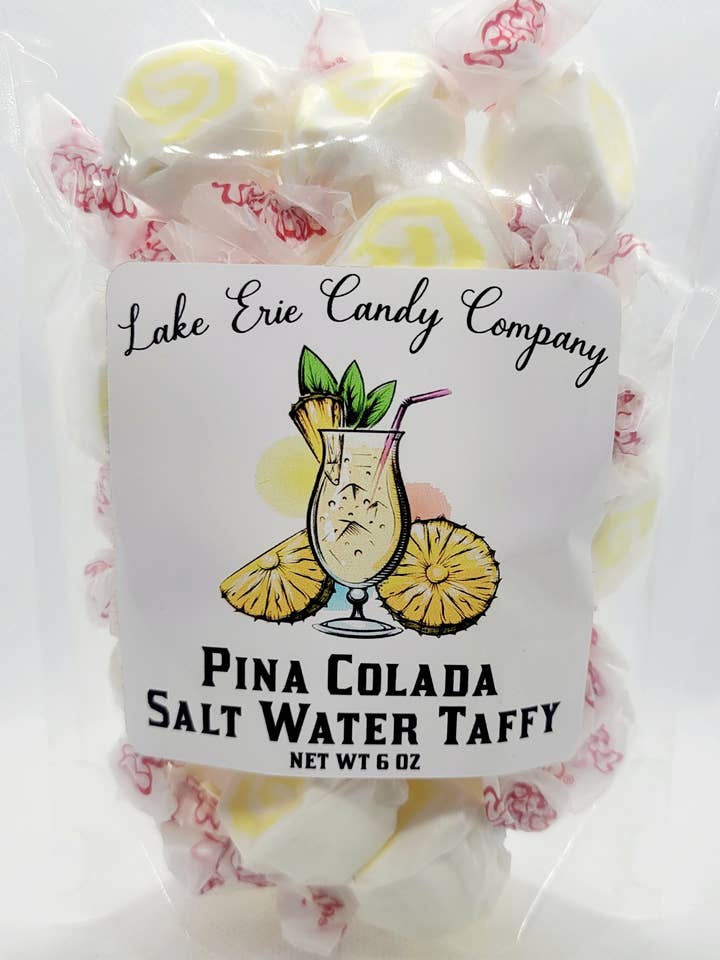 Lake Erie Candy Company
PINA COLADA
SALT WATER TAFFY
NET WT 6 OZ